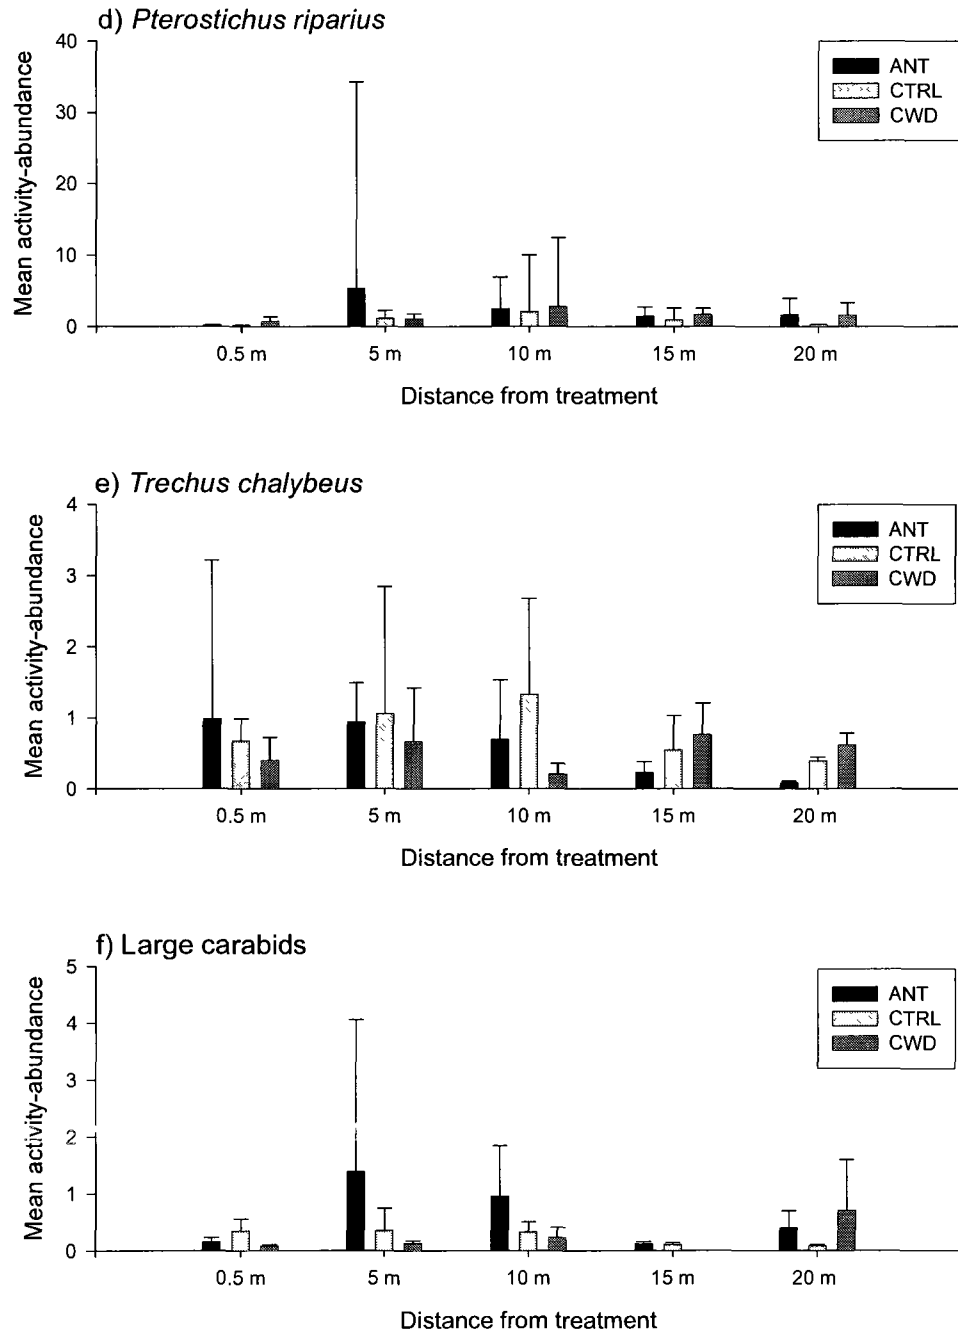 d) Pterostichus riparius
40
30
20
10
0
Mean activity-abundance
ANT
CTRL
CWD
0.5 m 5 m 10 m 15 m 20 m
Distance from treatment
e) Trechus chalybeus
4
3
2
1
0
Mean activity-abundance
ANT
CTRL
CWD
0.5 m 5 m 10 m 15 m 20 m
Distance from treatment
f) Large carabids
5
4
3
2
1
0
Mean activity-abundance
ANT
CTRL
CWD
0.5 m 5 m 10 m 15 m 20 m
Distance from treatment